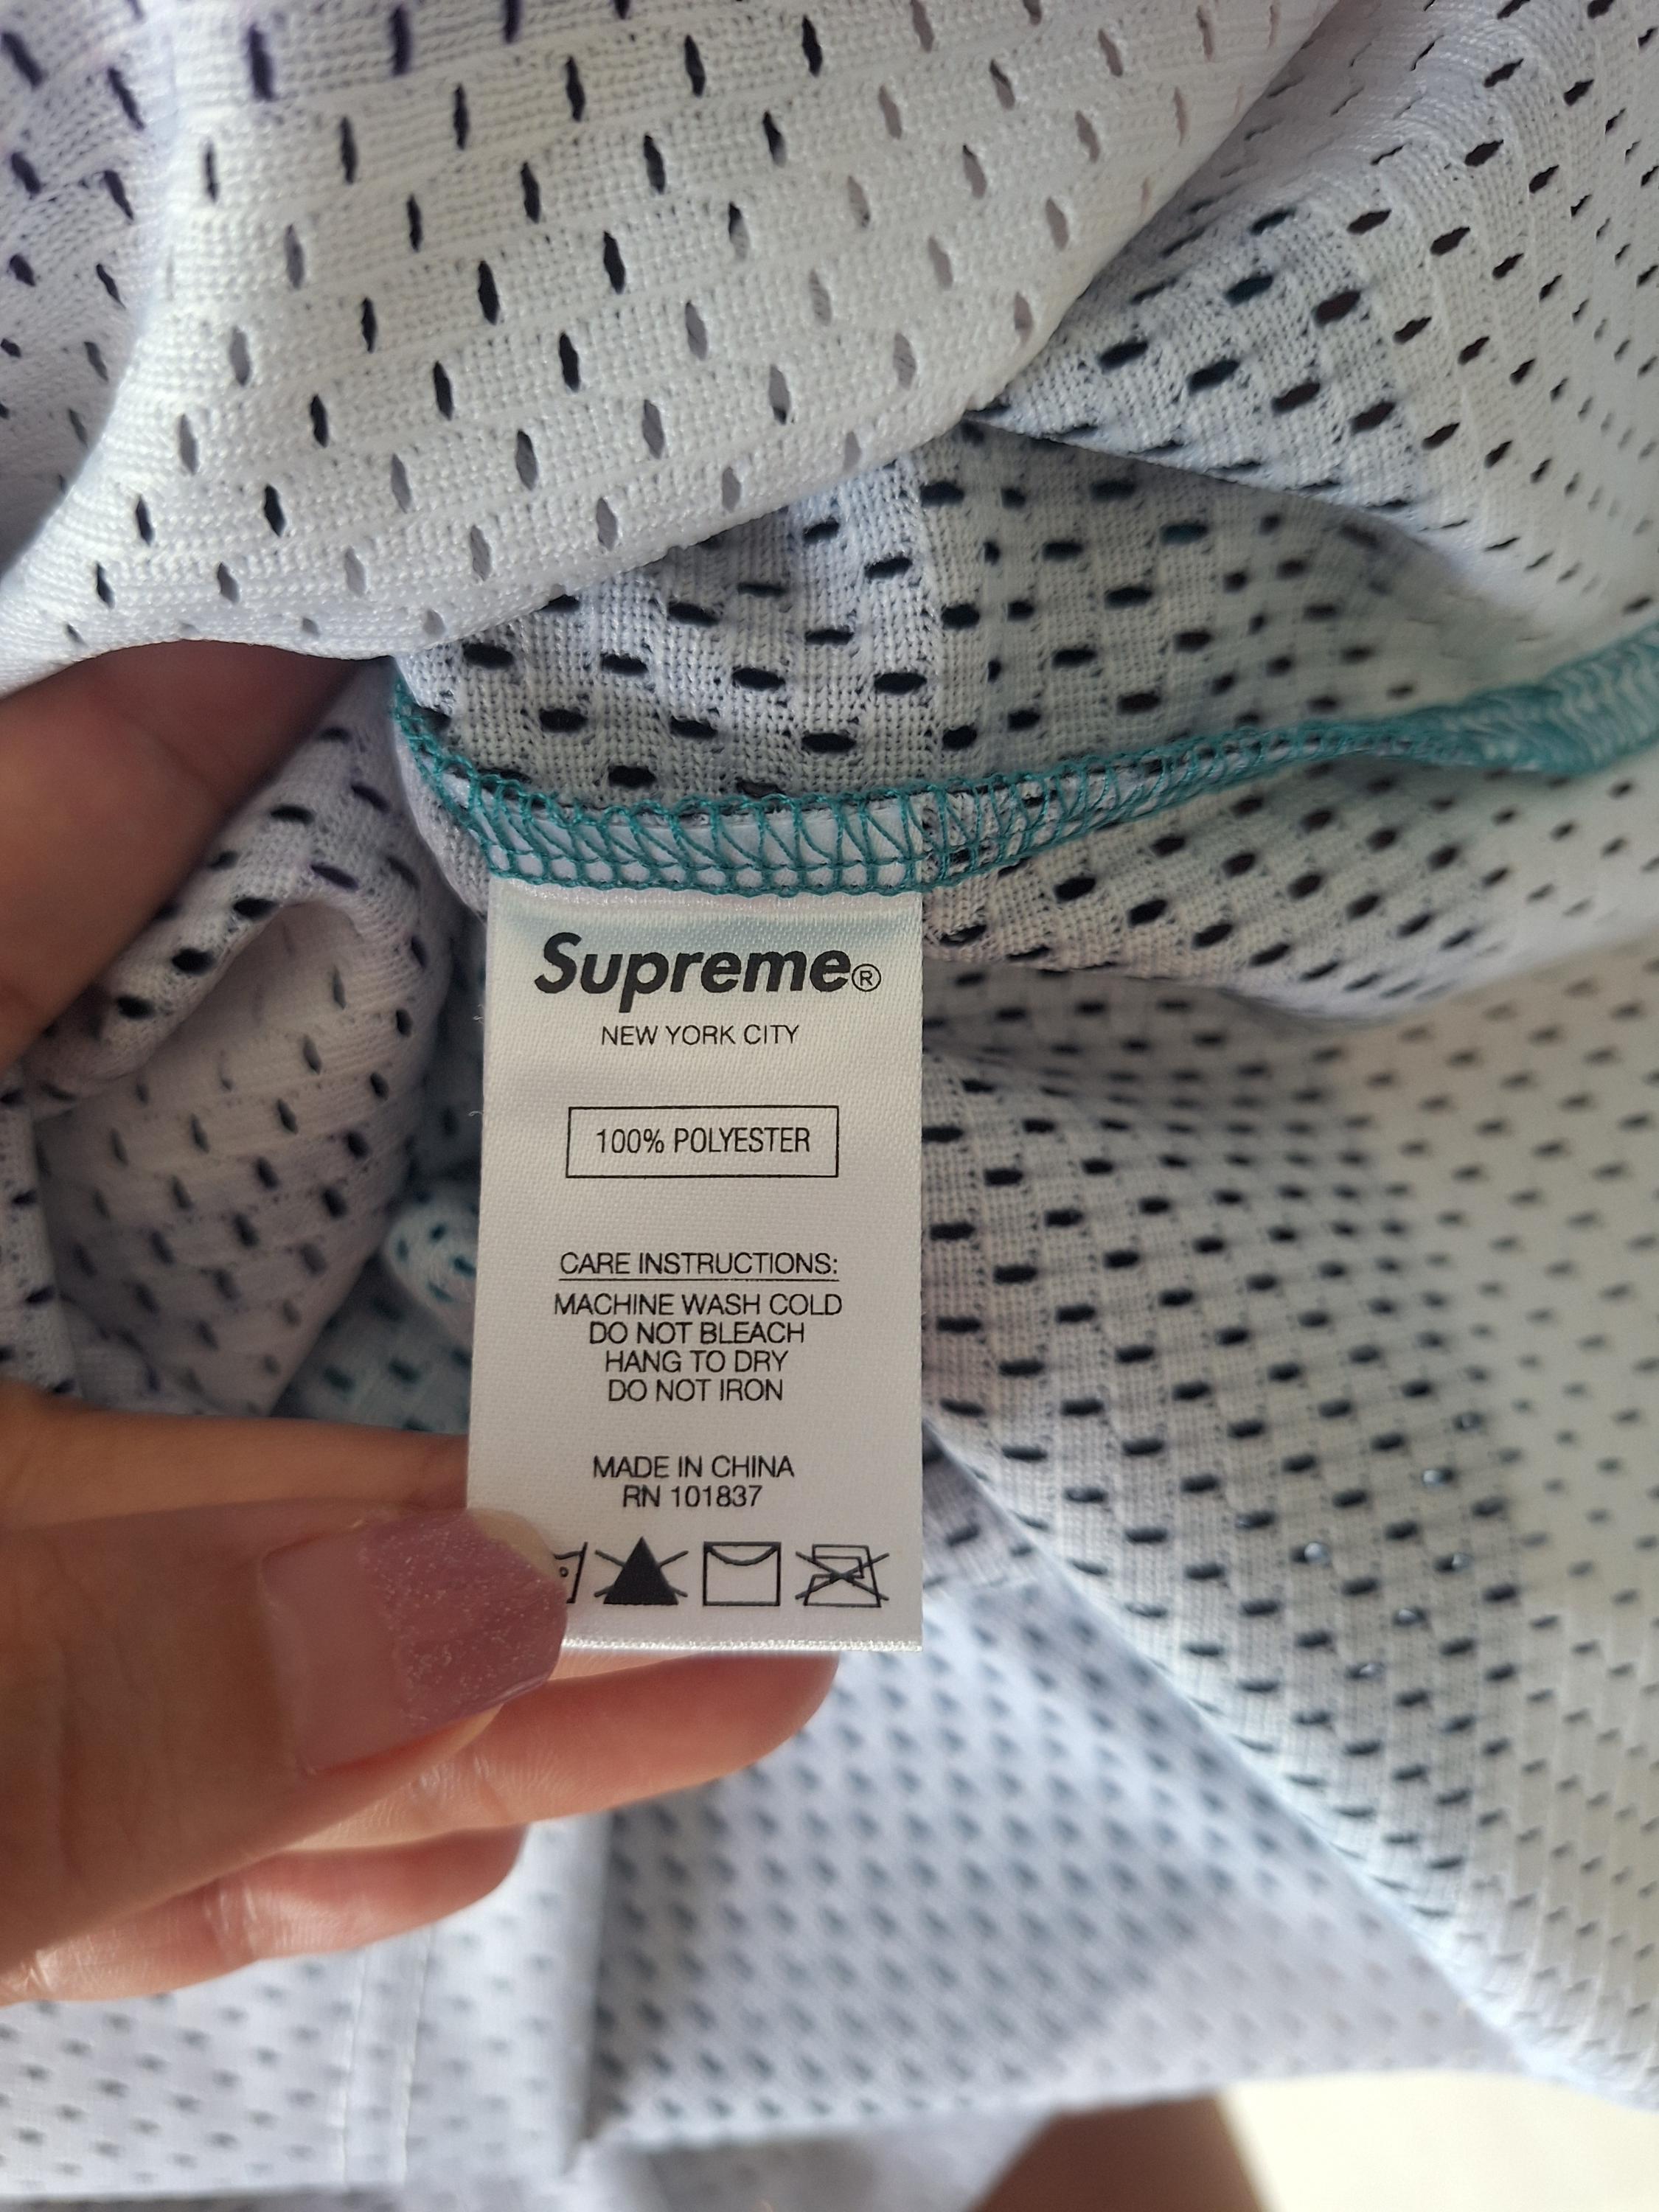 Supreme®
NEW YORK CITY
100% POLYESTER
CARE INSTRUCTIONS:
MACHINE WASH COLD
DO NOT BLEACH
HANG TO DRY
DO NOT IRON
MADE IN CHINA
RN 101837